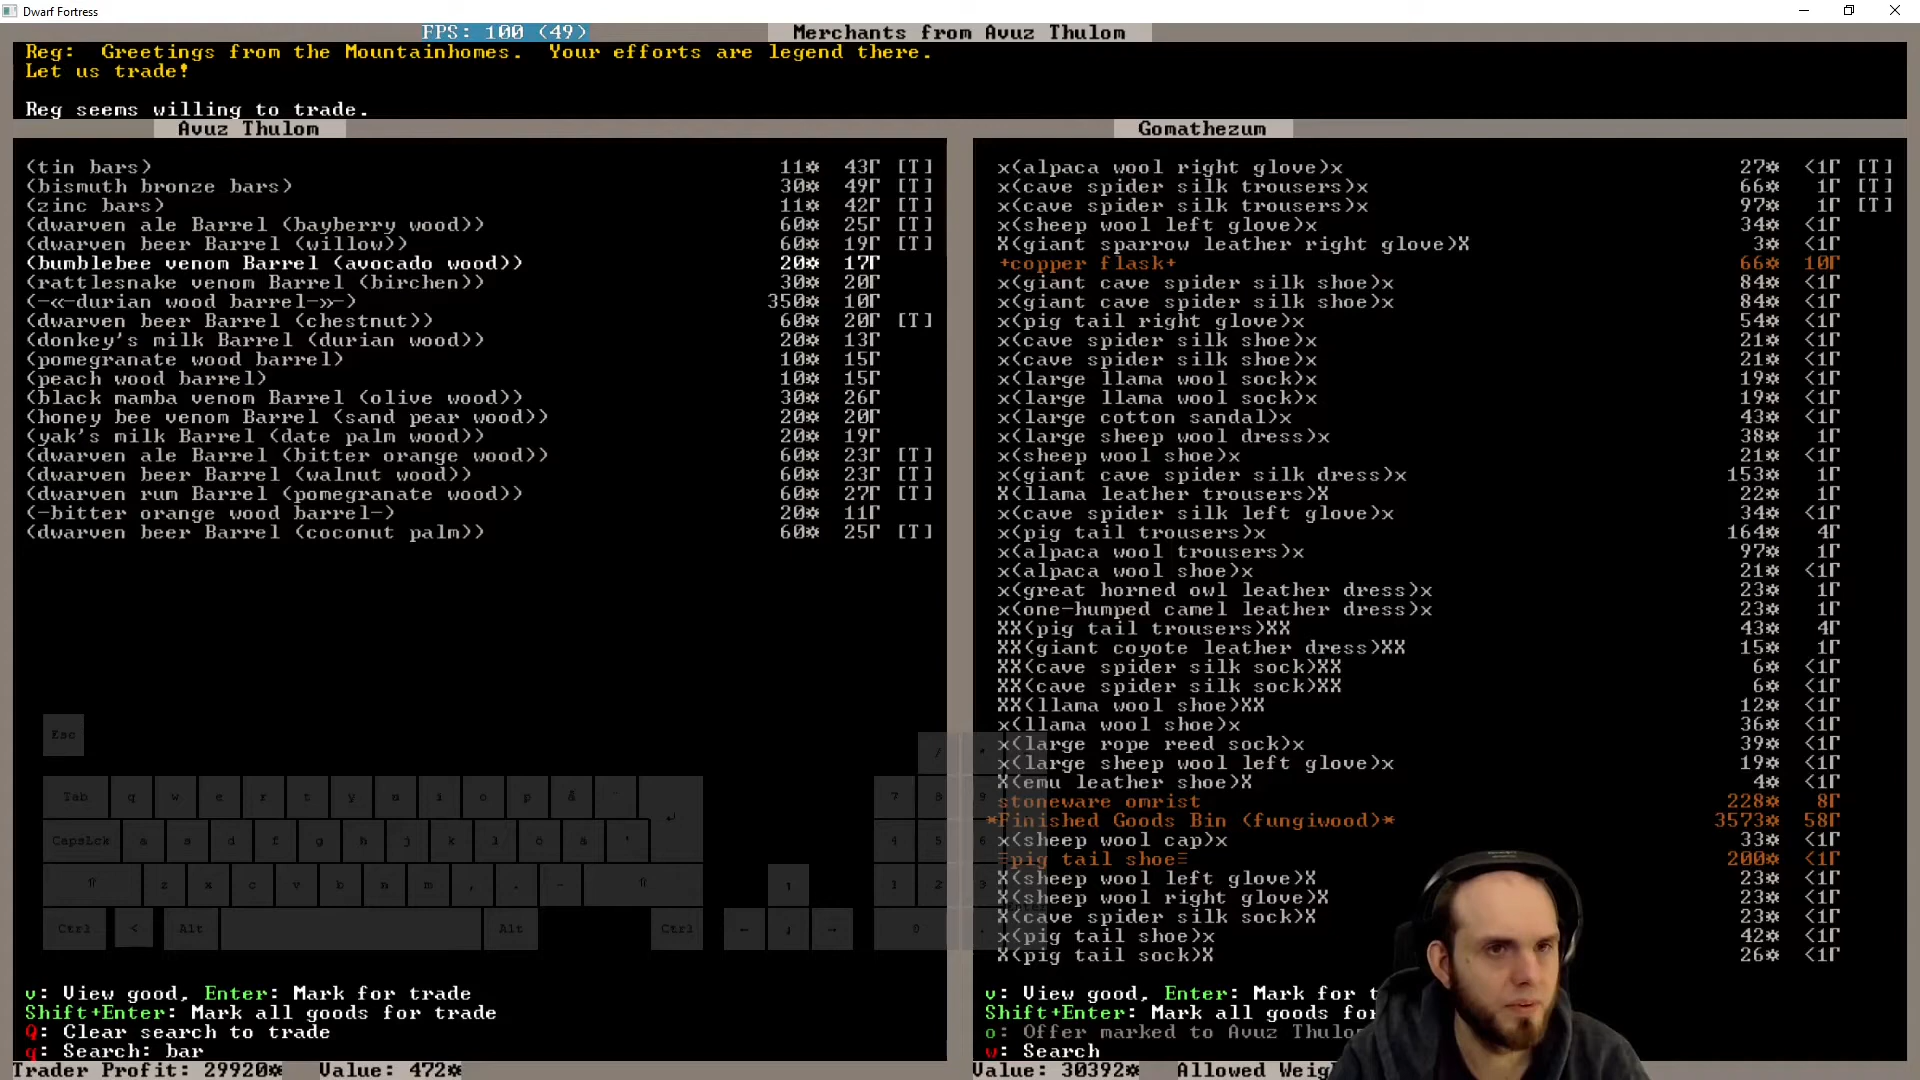 Dwarf Fortress
FPS: 100 (49)
Merchants from Avuz Thulom
Reg: Greetings from the Mountainhomes. Your efforts are legend there.
Let us trade!
Reg seems willing to trade.
Avuz Thulom
(tin bars) 11☼ 43Γ [T]
(bismuth bronze bars) 30☼ 49Γ [T]
(zinc bars) 11☼ 42Γ [T]
(dwarven ale Barrel (bayberry wood)) 60☼ 25Γ [T]
(dwarven beer Barrel (willow)) 60☼ 19Γ [T]
(bumblebee venom Barrel (avocado wood)) 20☼ 17Γ
(rattlesnake venom Barrel (birchen)) 30☼ 20Γ
(-«-durian wood barrel-»-) 350☼ 10Γ
(dwarven beer Barrel (chestnut)) 60☼ 20Γ [T]
(donkey's milk Barrel (durian wood)) 20☼ 13Γ
(pomegranate wood barrel) 10☼ 15Γ
(peach wood barrel) 10☼ 15Γ
(black mamba venom Barrel (olive wood)) 30☼ 26Γ
(honey bee venom Barrel (sand pear wood)) 20☼ 20Γ
(yak's milk Barrel (date palm wood)) 20☼ 19Γ
(dwarven ale Barrel (bitter orange wood)) 60☼ 23Γ [T]
(dwarven beer Barrel (walnut wood)) 60☼ 23Γ [T]
(dwarven rum Barrel (pomegranate wood)) 60☼ 27Γ [T]
(-bitter orange wood barrel-) 20☼ 11Γ
(dwarven beer Barrel (coconut palm)) 60☼ 25Γ [T]
Esc
Tab q w e r t y u i o p å ¨
CapsLck a s d f g h j k l ö ä '
⇧ z x c v b n m , . - ⇧
Ctrl < Alt Alt Ctrl
v: View good, Enter: Mark for trade
Shift+Enter: Mark all goods for trade
Q: Clear search to trade
q: Search: bar
Trader Profit: 29920☼ Value: 472☼
Gomathezum
x(alpaca wool right glove)x 27☼ <1Γ [T]
x(cave spider silk trousers)x 66☼ 1Γ [T]
x(cave spider silk trousers)x 97☼ 1Γ [T]
x(sheep wool left glove)x 34☼ <1Γ
X(giant sparrow leather right glove)X 3☼ <1Γ
+copper flask+ 66☼ 10Γ
x(giant cave spider silk shoe)x 84☼ <1Γ
x(giant cave spider silk shoe)x 84☼ <1Γ
x(pig tail right glove)x 54☼ <1Γ
x(cave spider silk shoe)x 21☼ <1Γ
x(cave spider silk shoe)x 21☼ <1Γ
x(large llama wool sock)x 19☼ <1Γ
x(large llama wool sock)x 19☼ <1Γ
x(large cotton sandal)x 43☼ <1Γ
x(large sheep wool dress)x 38☼ 1Γ
x(sheep wool shoe)x 21☼ <1Γ
x(giant cave spider silk dress)x 153☼ 1Γ
X(llama leather trousers)X 22☼ 1Γ
x(cave spider silk left glove)x 34☼ <1Γ
x(pig tail trousers)x 164☼ 4Γ
x(alpaca wool trousers)x 97☼ 1Γ
x(alpaca wool shoe)x 21☼ <1Γ
x(great horned owl leather dress)x 23☼ 1Γ
x(one-humped camel leather dress)x 23☼ 1Γ
XX(pig tail trousers)XX 43☼ 4Γ
XX(giant coyote leather dress)XX 15☼ 1Γ
XX(cave spider silk sock)XX 6☼ <1Γ
XX(cave spider silk sock)XX 6☼ <1Γ
XX(llama wool shoe)XX 12☼ <1Γ
x(llama wool shoe)x 36☼ <1Γ
x(large rope reed sock)x 39☼ <1Γ
x(large sheep wool left glove)x 19☼ <1Γ
X(emu leather shoe)X 4☼ <1Γ
stoneware omrist 228☼ 8Γ
*Finished Goods Bin (fungiwood)* 3573☼ 58Γ
x(sheep wool cap)x 33☼ <1Γ
≡pig tail shoe≡ 200☼ <1Γ
X(sheep wool left glove)X 23☼ <1Γ
X(sheep wool right glove)X 23☼ <1Γ
X(cave spider silk sock)X 23☼ <1Γ
x(pig tail shoe)x 42☼ <1Γ
X(pig tail sock)X 26☼ <1Γ
v: View good, Enter: Mark for t
Shift+Enter: Mark all goods for
o: Offer marked to Avuz Thulo
w: Search
Value: 30392☼ Allowed Weig